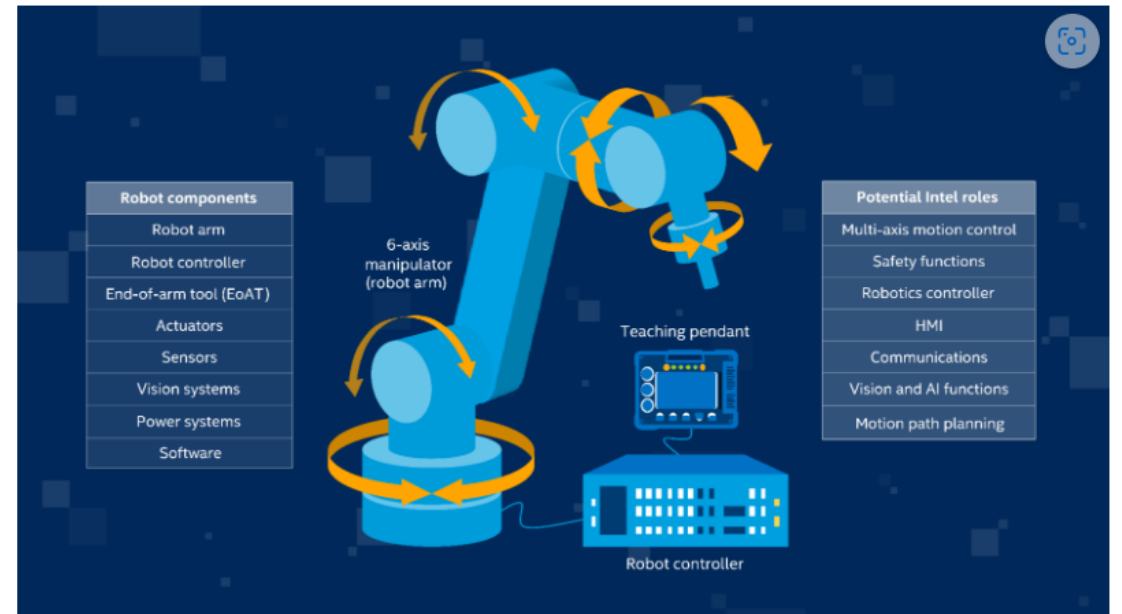 Robot components
Robot arm
Robot controller
End-of-arm tool (EoAT)
Actuators
Sensors
Vision systems
Power systems
Software
6-axis
manipulator
(robot arm)
Teaching pendant
Robot controller
Potential Intel roles
Multi-axis motion control
Safety functions
Robotics controller
HMI
Communications
Vision and AI functions
Motion path planning